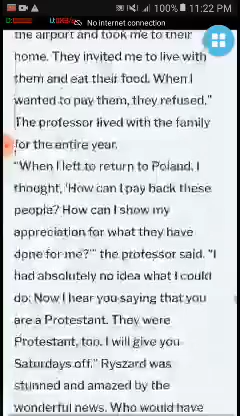 100% 11:22 PM
No internet connection
the airport and took me to their
home. They invited me to live with
them and eat their food. When I
wanted to pay them, they refused."
The professor lived with the family
for the entire year.
"When I left to return to Poland, I
thought, 'How can I pay back these
people? How can I show my
appreciation for what they have
done for me?'" the professor said. "I
had absolutely no idea what I could
do. Now I hear you saying that you
are a Protestant. They were
Protestant, too. I will give you
Saturdays off." Ryszard was
stunned and amazed by the
wonderful news. Who would have